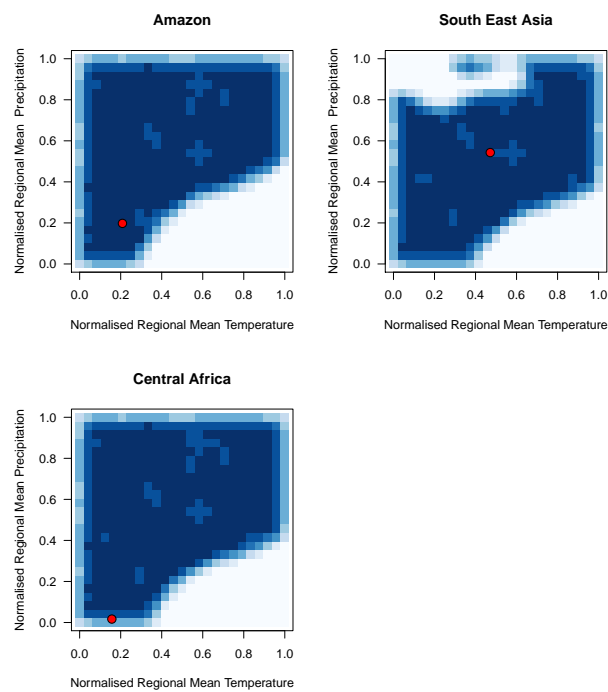 Amazon
Normalised Regional Mean Precipitation
1.0
0.8
0.6
0.4
0.2
0.0
0.0 0.2 0.4 0.6 0.8 1.0
Normalised Regional Mean Temperature
South East Asia
Normalised Regional Mean Precipitation
1.0
0.8
0.6
0.4
0.2
0.0
0.0 0.2 0.4 0.6 0.8 1.0
Normalised Regional Mean Temperature
Central Africa
Normalised Regional Mean Precipitation
1.0
0.8
0.6
0.4
0.2
0.0
0.0 0.2 0.4 0.6 0.8 1.0
Normalised Regional Mean Temperature